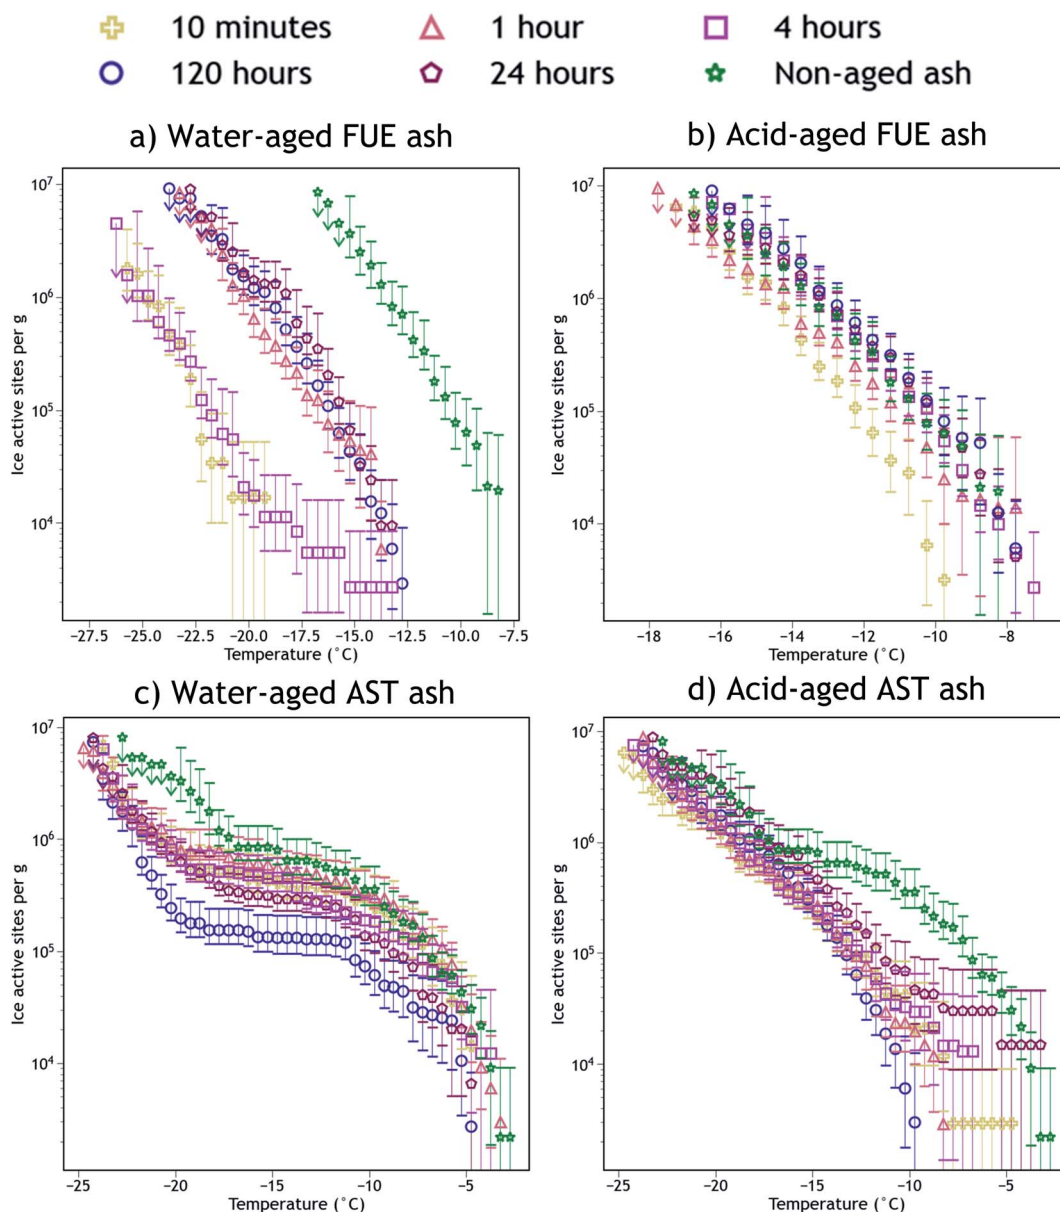 10 minutes 1 hour 4 hours
120 hours 24 hours Non-aged ash
a) Water-aged FUE ash b) Acid-aged FUE ash
10⁷
10⁶
10⁵
10⁴
Ice active sites per g
−27.5 −25.0 −22.5 −20.0 −17.5 −15.0 −12.5 −10.0 −7.5
Temperature (˚C)
10⁷
10⁶
10⁵
10⁴
Ice active sites per g
−18 −16 −14 −12 −10 −8
Temperature (˚C)
c) Water-aged AST ash d) Acid-aged AST ash
10⁷
10⁶
10⁵
10⁴
Ice active sites per g
−25 −20 −15 −10 −5
Temperature (˚C)
10⁷
10⁶
10⁵
10⁴
Ice active sites per g
−25 −20 −15 −10 −5
Temperature (˚C)